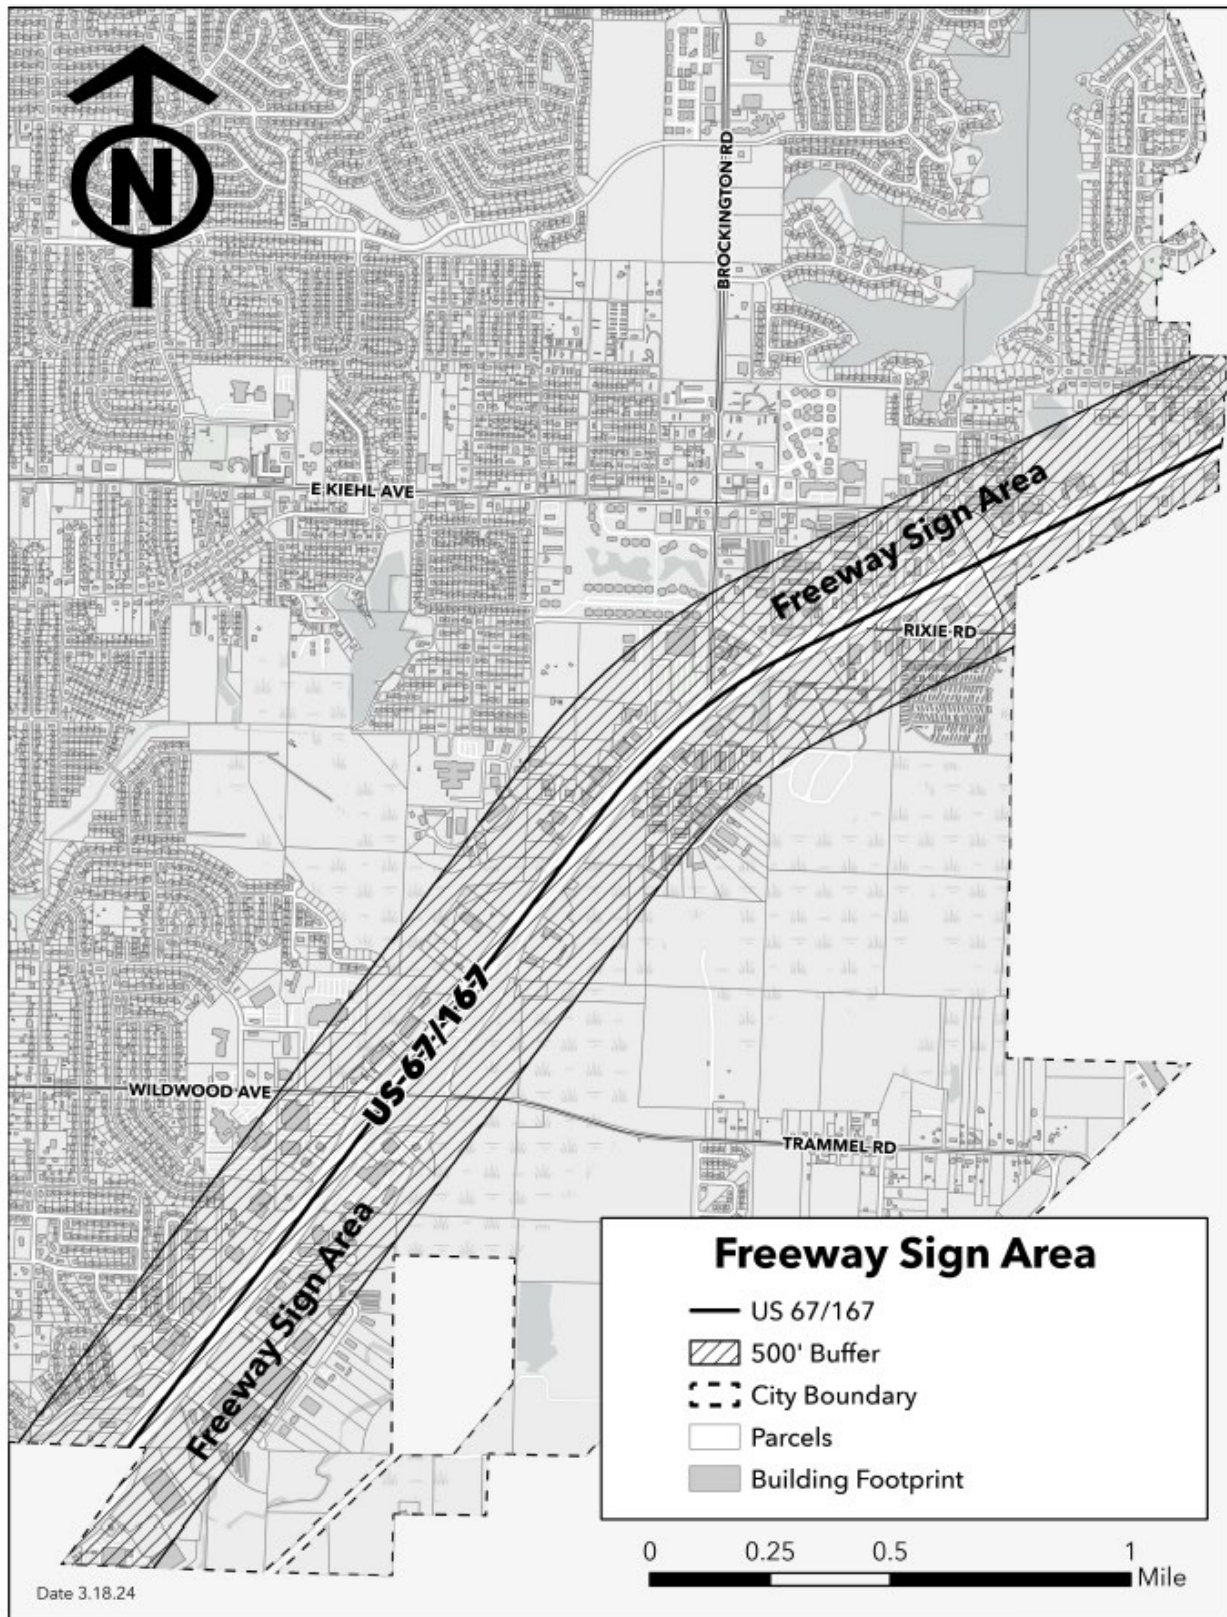 N
BROCKINGTON RD
E KIEHL AVE
Freeway Sign Area
RIXIE RD
US-67/167
WILDWOOD AVE
TRAMMEL RD
Freeway Sign Area
Freeway Sign Area
US 67/167
500' Buffer
City Boundary
Parcels
Building Footprint
0 0.25 0.5 1
Mile
Date 3.18.24